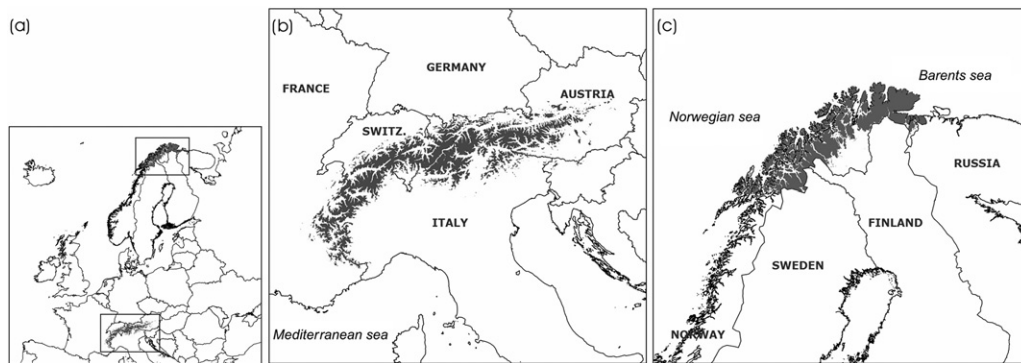 (a)
(b)
GERMANY
FRANCE
AUSTRIA
SWITZ.
ITALY
Mediterranean sea
(c)
Barents sea
Norwegian sea
RUSSIA
FINLAND
SWEDEN
NORWAY